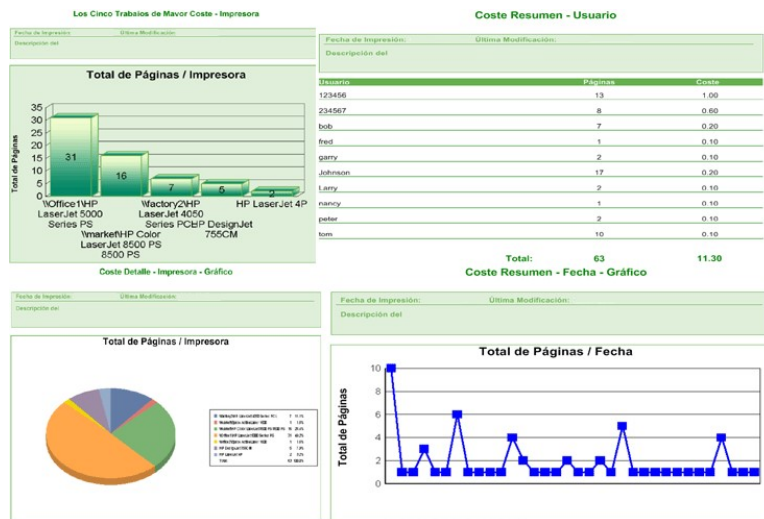 Los Cinco Trabajos de Mayor Coste - Impresora
Fecha de Impresión: Última Modificación:
Descripción del
Total de Páginas / Impresora
Total de Páginas
35
30
25
20
15
10
5
0
31
16
7
5
2
\\Office1\HP LaserJet 5000 Series PS
\\market\HP Color LaserJet 8500 PS 8500 PS
\\factory2\HP LaserJet 4050 Series PCL
HP DesignJet 755CM
HP LaserJet 4P
Coste Resumen - Usuario
Fecha de Impresión: Última Modificación:
Descripción del
Usuario Páginas Coste
123456 13 1.00
234567 8 0.60
bob 7 0.20
fred 1 0.10
garry 2 0.10
Johnson 17 0.20
Larry 2 0.10
nancy 1 0.10
peter 2 0.10
tom 10 0.10
Total: 63 11.30
Coste Detalle - Impresora - Gráfico
Fecha de Impresión: Última Modificación:
Descripción del
Total de Páginas / Impresora
Coste Resumen - Fecha - Gráfico
Fecha de Impresión: Última Modificación:
Descripción del
Total de Páginas / Fecha
Total de Páginas
10
8
6
4
2
0